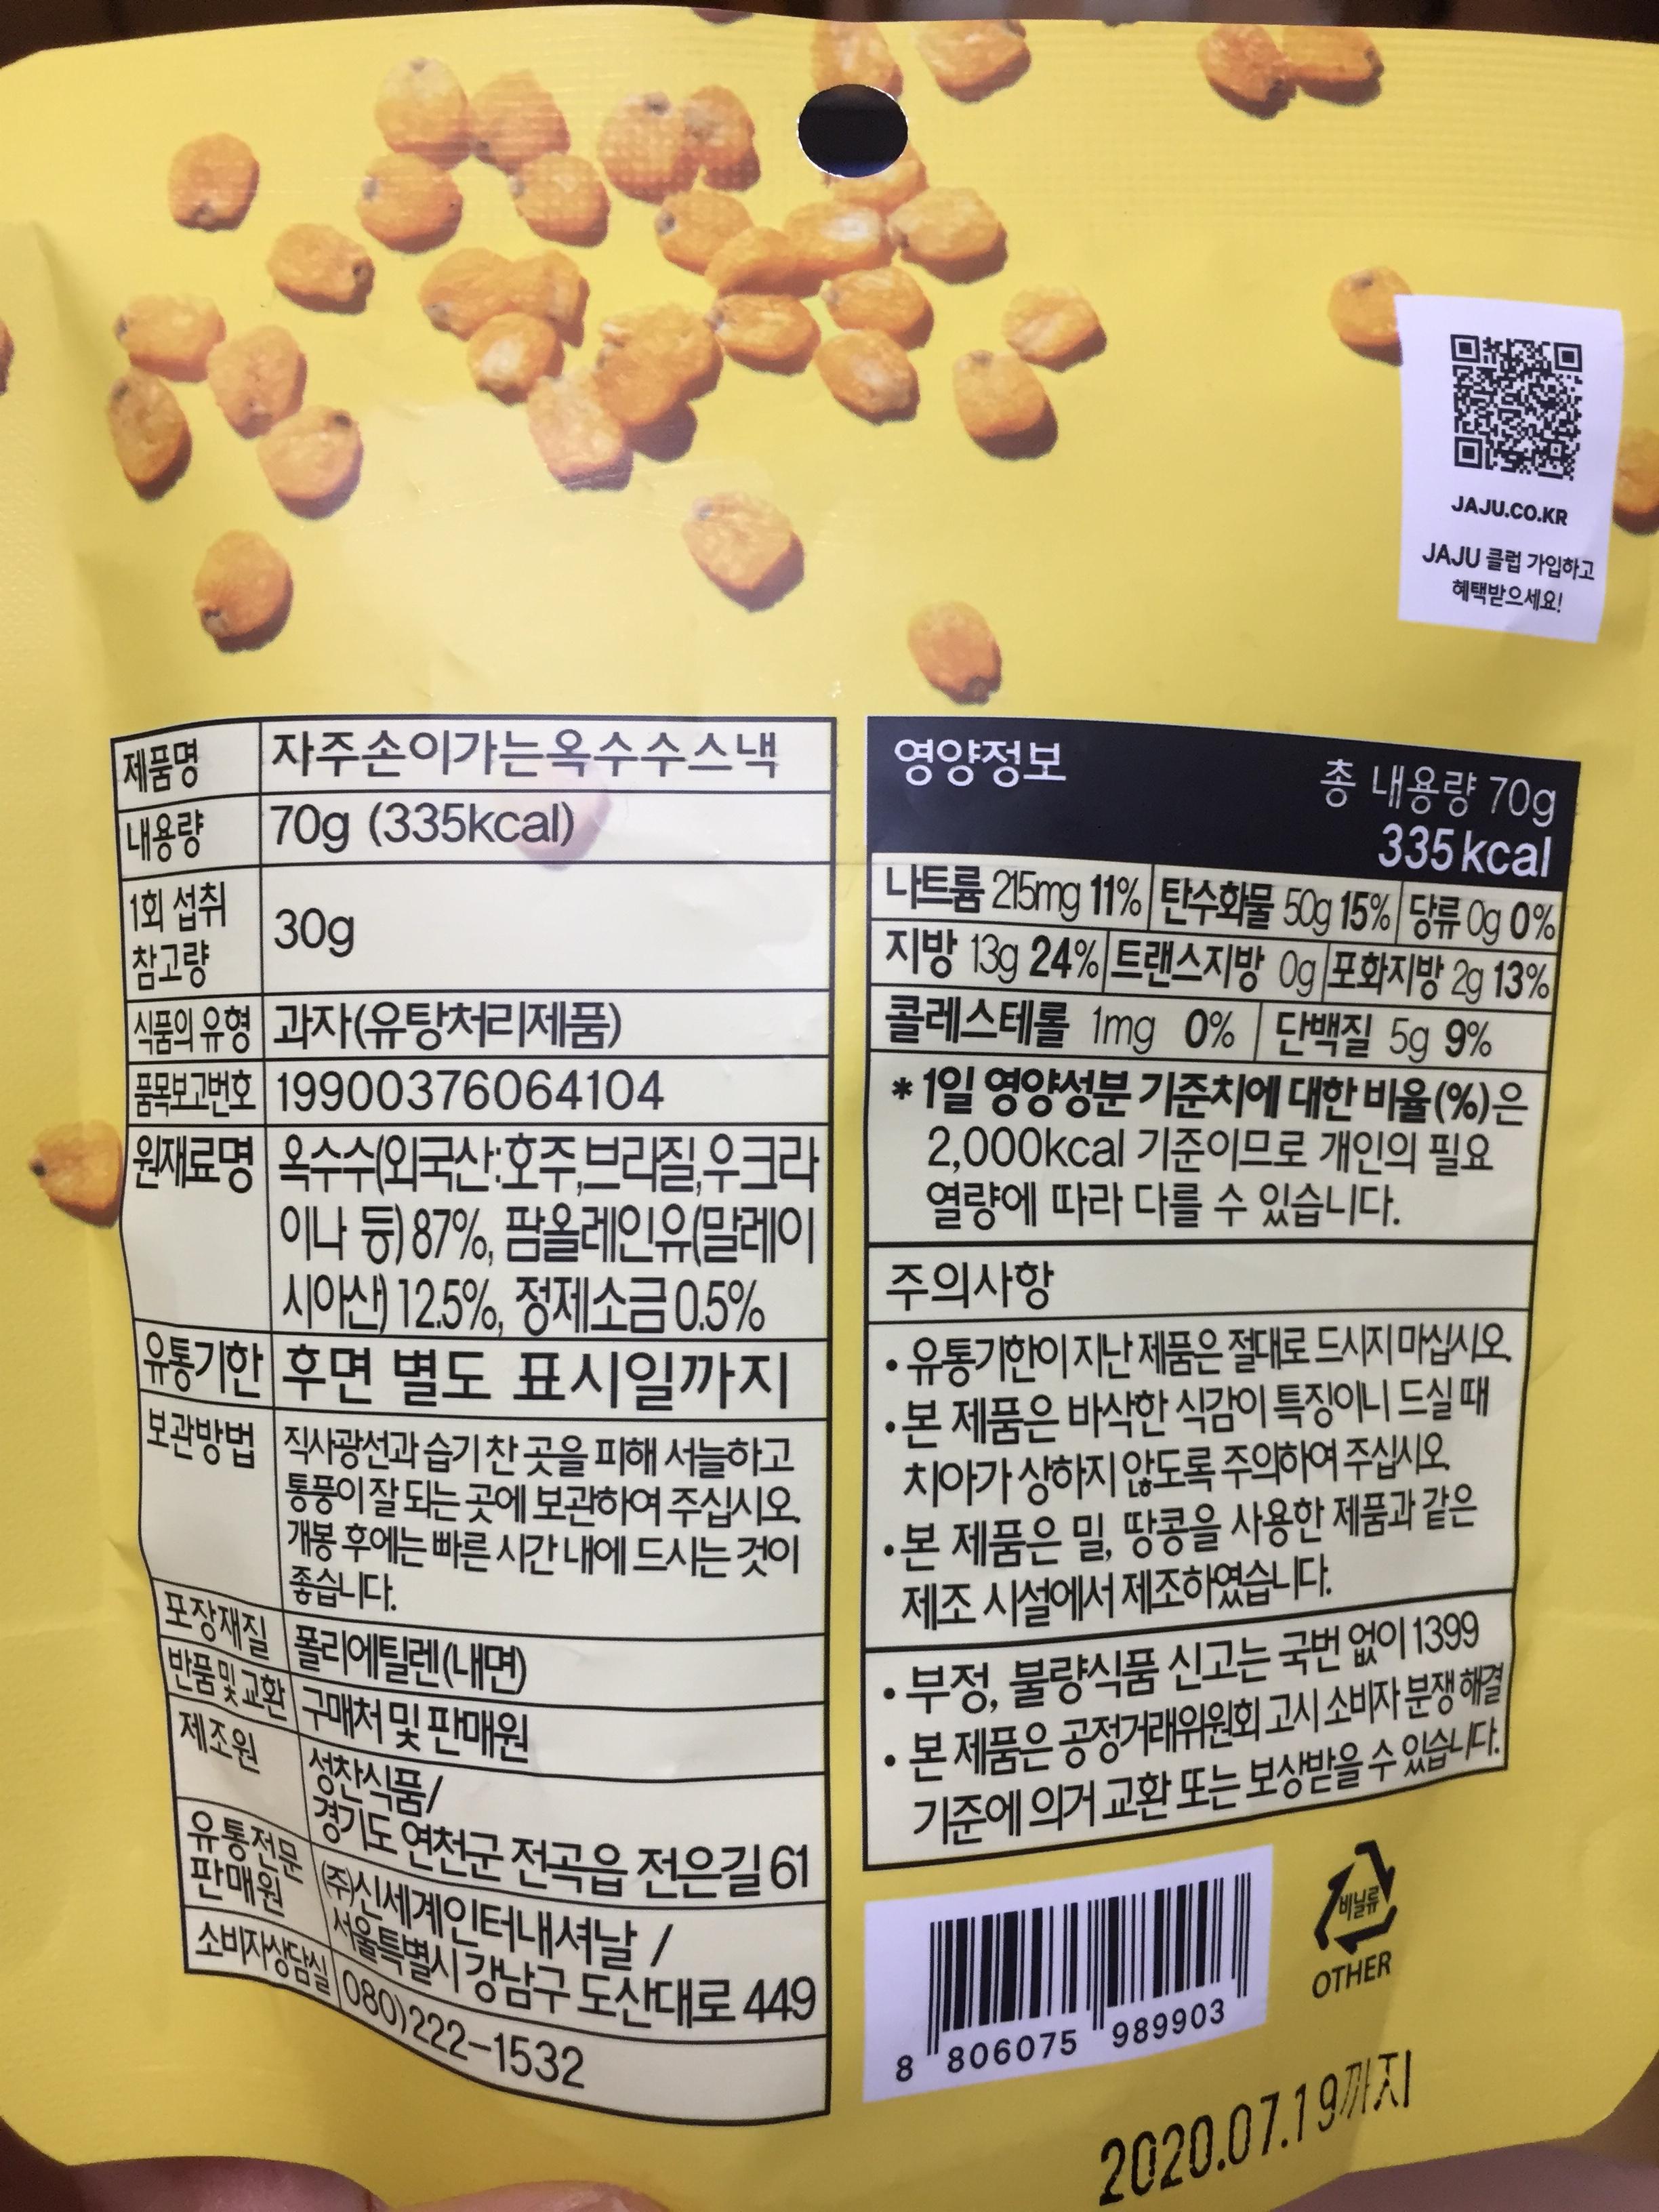 JAJU.CO.KR
JAJU 클럽 가입하고
혜택받으세요!
제품명 자주손이가는옥수수스낵
내용량 70g (335kcal)
1회 섭취
참고량
30g
식품의 유형 과자(유탕처리제품)
품목보고번호 19900376064104
원재료명 옥수수(외국산:호주,브라질,우크라
이나 등) 87%, 팜올레인유(말레이
시아산) 12.5%, 정제소금 0.5%
유통기한 후면 별도 표시일까지
보관방법 직사광선과 습기 찬 곳을 피해 서늘하고
통풍이 잘 되는 곳에 보관하여 주십시오.
개봉 후에는 빠른 시간 내에 드시는 것이
좋습니다.
포장재질 폴리에틸렌(내면)
반품 및 교환 구매처 및 판매원
제조원 성찬식품/
경기도 연천군 전곡읍 전은길 61
유통전문
판매원
(주)신세계인터내셔날 /
서울특별시 강남구 도산대로 449
소비자상담실 080)222-1532
영양정보
총 내용량 70g
335 kcal
나트륨 215mg 11% 탄수화물 50g 15% 당류 0g 0%
지방 13g 24% 트랜스지방 0g 포화지방 2g 13%
콜레스테롤 1mg 0% 단백질 5g 9%
* 1일 영양성분 기준치에 대한 비율(%)은
2,000kcal 기준이므로 개인의 필요
열량에 따라 다를 수 있습니다.
주의사항
• 유통기한이 지난 제품은 절대로 드시지 마십시오.
• 본 제품은 바삭한 식감이 특징이니 드실 때
치아가 상하지 않도록 주의하여 주십시오.
• 본 제품은 밀, 땅콩을 사용한 제품과 같은
제조 시설에서 제조하였습니다.
• 부정, 불량식품 신고는 국번 없이 1399
• 본 제품은 공정거래위원회 고시 소비자 분쟁 해결
기준에 의거 교환 또는 보상받을 수 있습니다.
8 806075 989903
비닐류
OTHER
2020.07.19까지